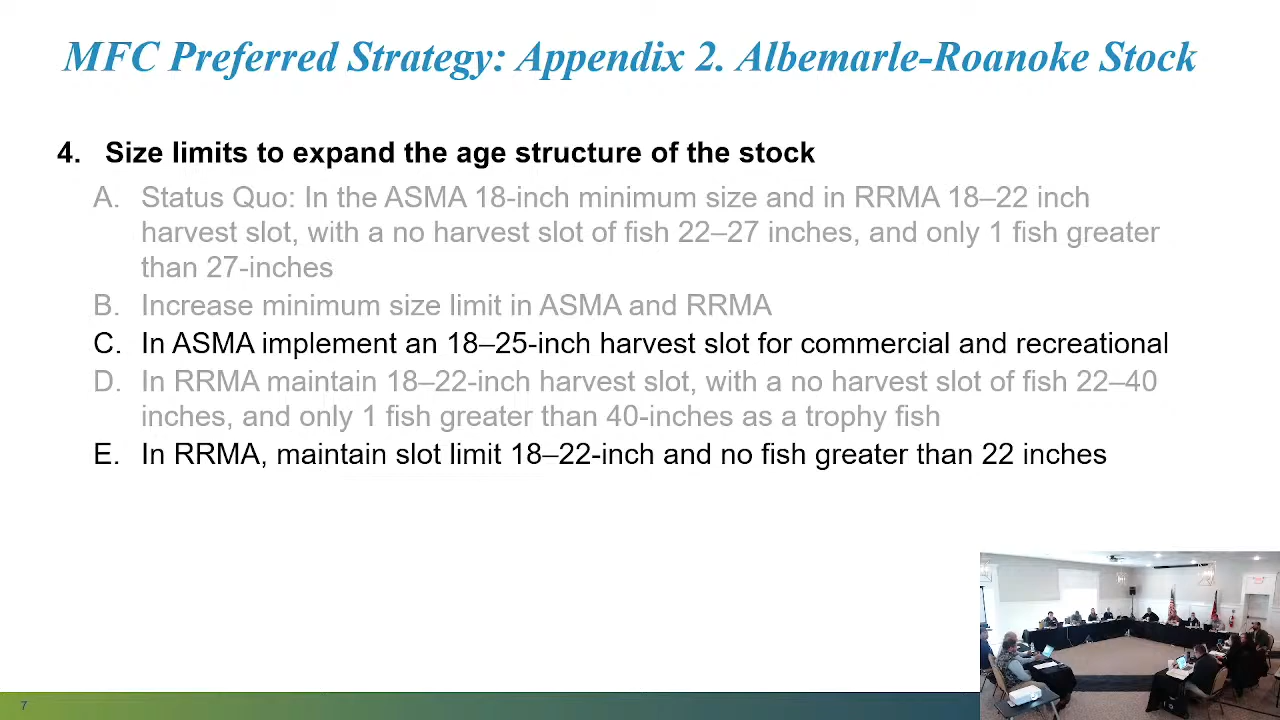 MFC Preferred Strategy: Appendix 2. Albemarle-Roanoke Stock
4. Size limits to expand the age structure of the stock
A. Status Quo: In the ASMA 18-inch minimum size and in RRMA 18–22 inch
harvest slot, with a no harvest slot of fish 22–27 inches, and only 1 fish greater
than 27-inches
B. Increase minimum size limit in ASMA and RRMA
C. In ASMA implement an 18–25-inch harvest slot for commercial and recreational
D. In RRMA maintain 18–22-inch harvest slot, with a no harvest slot of fish 22–40
inches, and only 1 fish greater than 40-inches as a trophy fish
E. In RRMA, maintain slot limit 18–22-inch and no fish greater than 22 inches
7